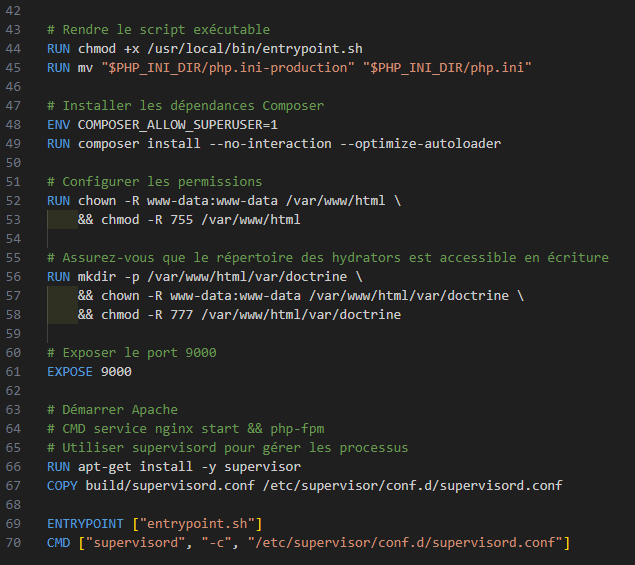 42
43 # Rendre le script exécutable
44 RUN chmod +x /usr/local/bin/entrypoint.sh
45 RUN mv "$PHP_INI_DIR/php.ini-production" "$PHP_INI_DIR/php.ini"
46
47 # Installer les dépendances Composer
48 ENV COMPOSER_ALLOW_SUPERUSER=1
49 RUN composer install --no-interaction --optimize-autoloader
50
51 # Configurer les permissions
52 RUN chown -R www-data:www-data /var/www/html \
53     && chmod -R 755 /var/www/html
54
55 # Assurez-vous que le répertoire des hydrators est accessible en écriture
56 RUN mkdir -p /var/www/html/var/doctrine \
57     && chown -R www-data:www-data /var/www/html/var/doctrine \
58     && chmod -R 777 /var/www/html/var/doctrine
59
60 # Exposer le port 9000
61 EXPOSE 9000
62
63 # Démarrer Apache
64 # CMD service nginx start && php-fpm
65 # Utiliser supervisord pour gérer les processus
66 RUN apt-get install -y supervisor
67 COPY build/supervisord.conf /etc/supervisor/conf.d/supervisord.conf
68
69 ENTRYPOINT ["entrypoint.sh"]
70 CMD ["supervisord", "-c", "/etc/supervisor/conf.d/supervisord.conf"]